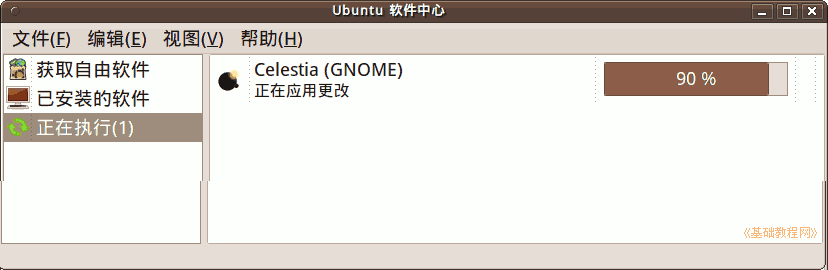 Ubuntu 软件中心
文件(F) 编辑(E) 视图(V) 帮助(H)
获取自由软件
已安装的软件
正在执行(1)
Celestia (GNOME)
正在应用更改
90 %
《基础教程网》